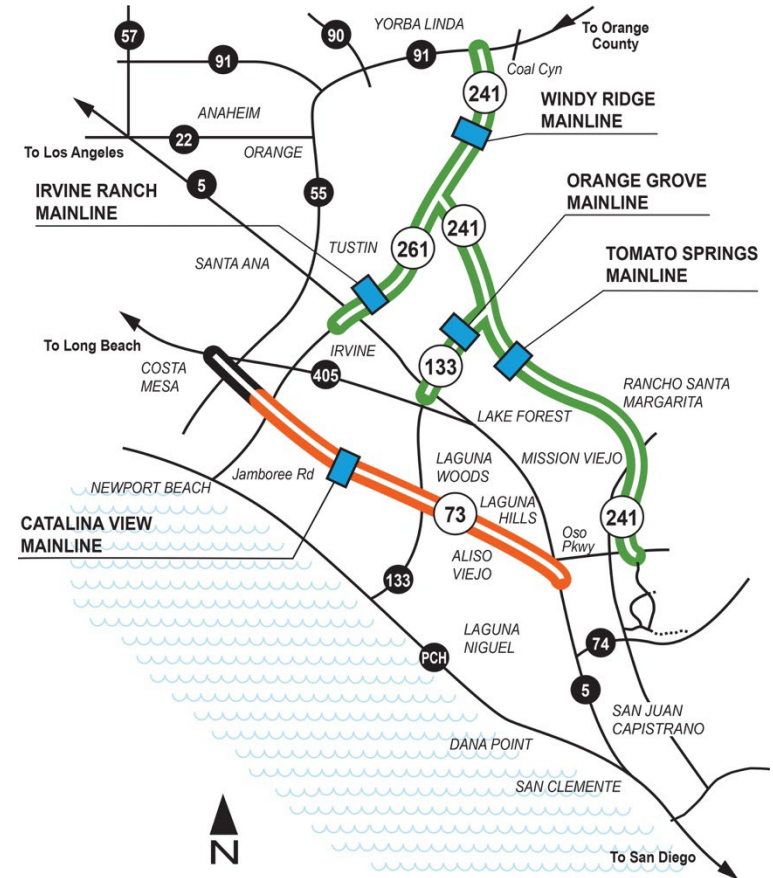 YORBA LINDA
To Orange
County
57
90
91
91
Coal Cyn
241
WINDY RIDGE
MAINLINE
ANAHEIM
22
ORANGE
To Los Angeles
5
55
IRVINE RANCH
MAINLINE
ORANGE GROVE
MAINLINE
241
TUSTIN
261
TOMATO SPRINGS
MAINLINE
SANTA ANA
To Long Beach
IRVINE
COSTA
MESA
405
133
RANCHO SANTA
MARGARITA
LAKE FOREST
LAGUNA
WOODS
MISSION VIEJO
Jamboree Rd
NEWPORT BEACH
LAGUNA
HILLS
73
241
CATALINA VIEW
MAINLINE
Oso
Pkwy
ALISO
VIEJO
133
LAGUNA
NIGUEL
74
PCH
5
SAN JUAN
CAPISTRANO
DANA POINT
SAN CLEMENTE
N
To San Diego